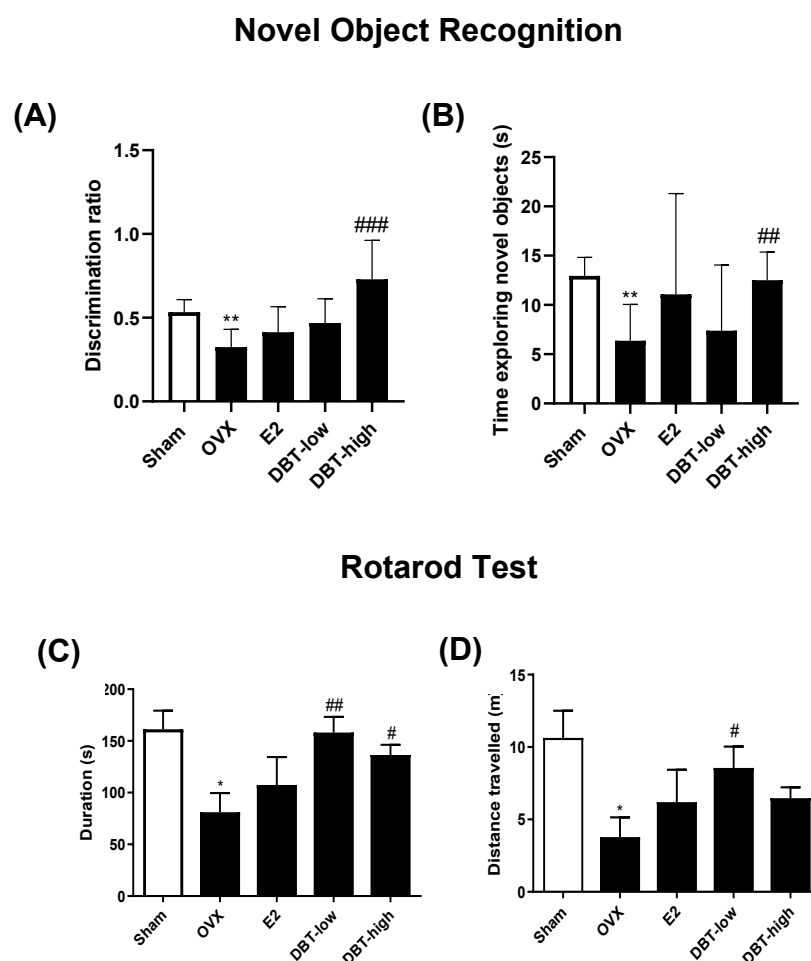 Novel Object Recognition
(A)
Discrimination ratio
1.5
1.0
0.5
0.0
**
###
Sham
OVX
E2
DBT-low
DBT-high
(B)
Time exploring novel objects (s)
25
20
15
10
5
0
**
##
Sham
OVX
E2
DBT-low
DBT-high
Rotarod Test
(C)
Duration (s)
200
150
100
50
0
*
##
#
Sham
OVX
E2
DBT-low
DBT-high
(D)
Distance travelled (m)
15
10
5
0
*
#
Sham
OVX
E2
DBT-low
DBT-high